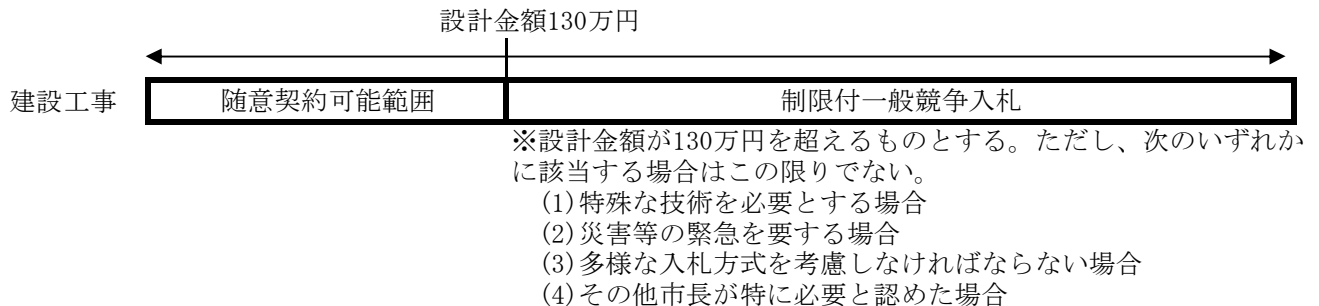 設計金額130万円
建設工事 随意契約可能範囲 制限付一般競争入札
※設計金額が130万円を超えるものとする。ただし、次のいずれか
に該当する場合はこの限りでない。
(1)特殊な技術を必要とする場合
(2)災害等の緊急を要する場合
(3)多様な入札方式を考慮しなければならない場合
(4)その他市長が特に必要と認めた場合